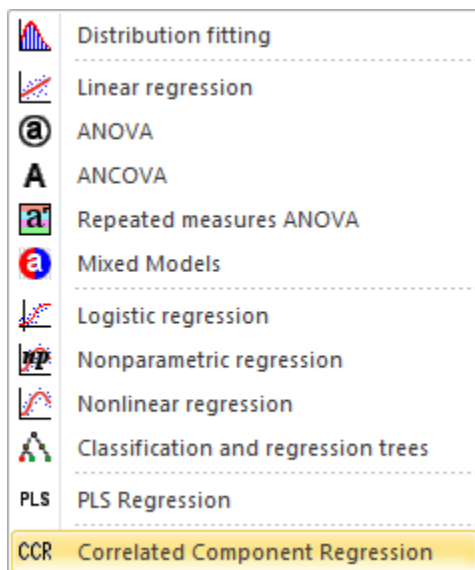 Distribution fitting
Linear regression
a ANOVA
A ANCOVA
a Repeated measures ANOVA
a Mixed Models
Logistic regression
np Nonparametric regression
Nonlinear regression
Classification and regression trees
PLS PLS Regression
CCR Correlated Component Regression